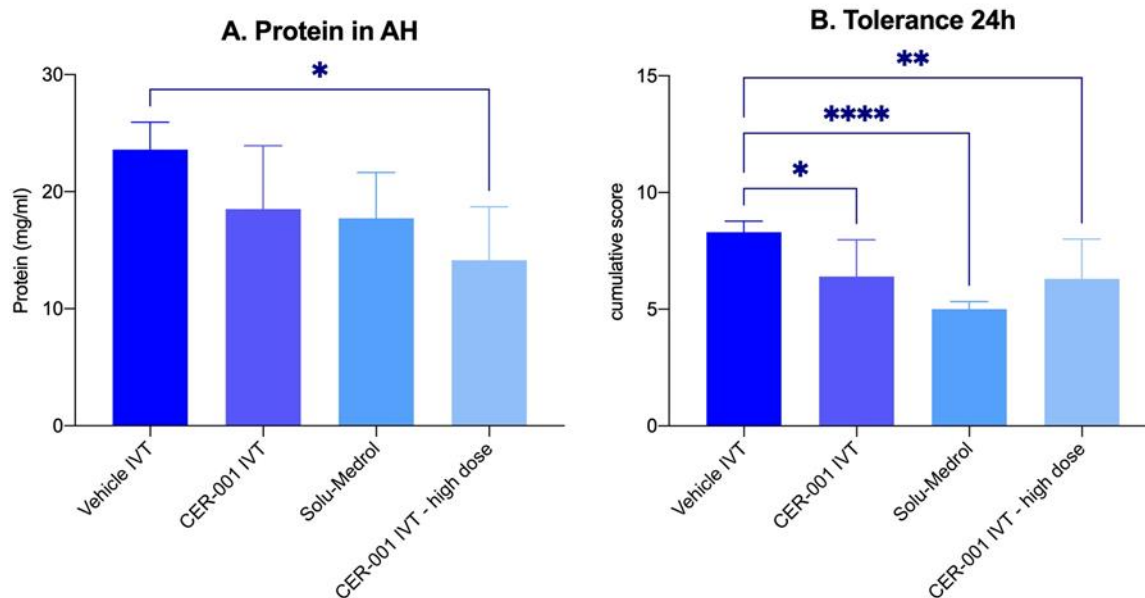 A. Protein in AH
*
30
20
10
0
Protein (mg/ml)
Vehicle IVT
CER-001 IVT
Solu-Medrol
CER-001 IVT - high dose
B. Tolerance 24h
**
****
*
15
10
5
0
cumulative score
Vehicle IVT
CER-001 IVT
Solu-Medrol
CER-001 IVT - high dose